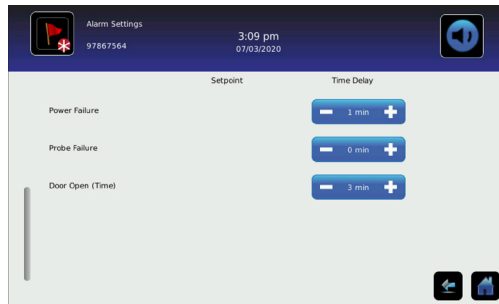 Alarm Settings
97867564
3:09 pm
07/03/2020
Setpoint Time Delay
Power Failure 1 min
Probe Failure 0 min
Door Open (Time) 3 min